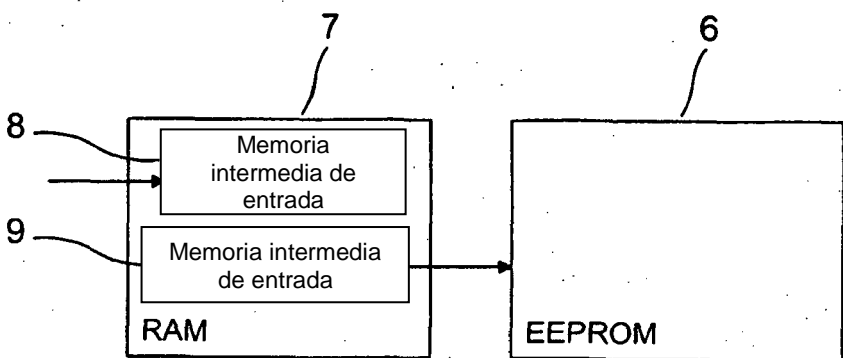 7
6
8
Memoria
intermedia de
entrada
9
Memoria intermedia
de entrada
RAM
EEPROM